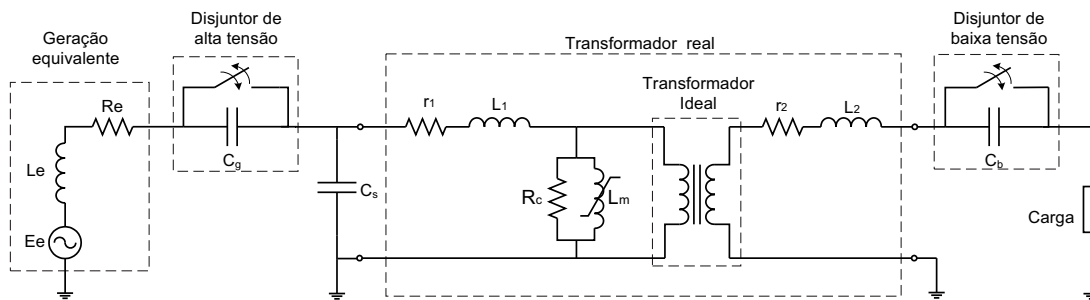 Geração
equivalente
Disjuntor de
alta tensão
Transformador real
Disjuntor de
baixa tensão
Transformador
Ideal
Re
r1
L1
r2
L2
Cg
Cb
Le
Cs
Rc
Lm
Carga
Ee